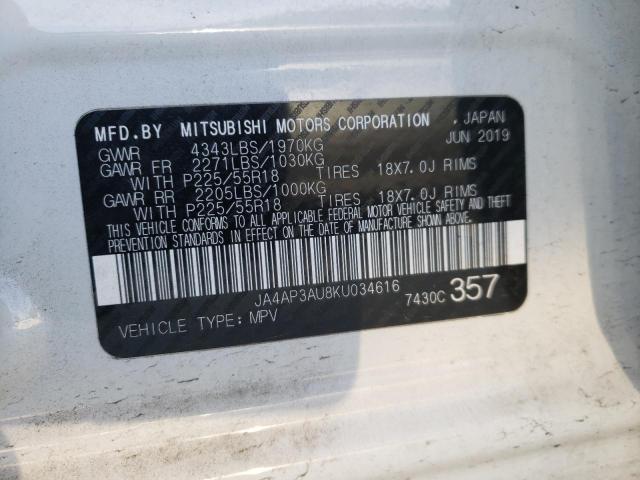 MFD.BY MITSUBISHI MOTORS CORPORATION , JAPAN
GVWR 4343LBS/1970KG JUN 2019
GAWR FR 2271LBS/1030KG
WITH P225/55R18 TIRES 18X7.0J RIMS
GAWR RR 2205LBS/1000KG
WITH P225/55R18 TIRES 18X7.0J RIMS
THIS VEHICLE CONFORMS TO ALL APPLICABLE FEDERAL MOTOR VEHICLE SAFETY AND THEFT
PREVENTION STANDARDS IN EFFECT ON THE DATE OF MANUFACTURE SHOWN ABOVE.
JA4AP3AU8KU034616
7430C 357
VEHICLE TYPE: MPV